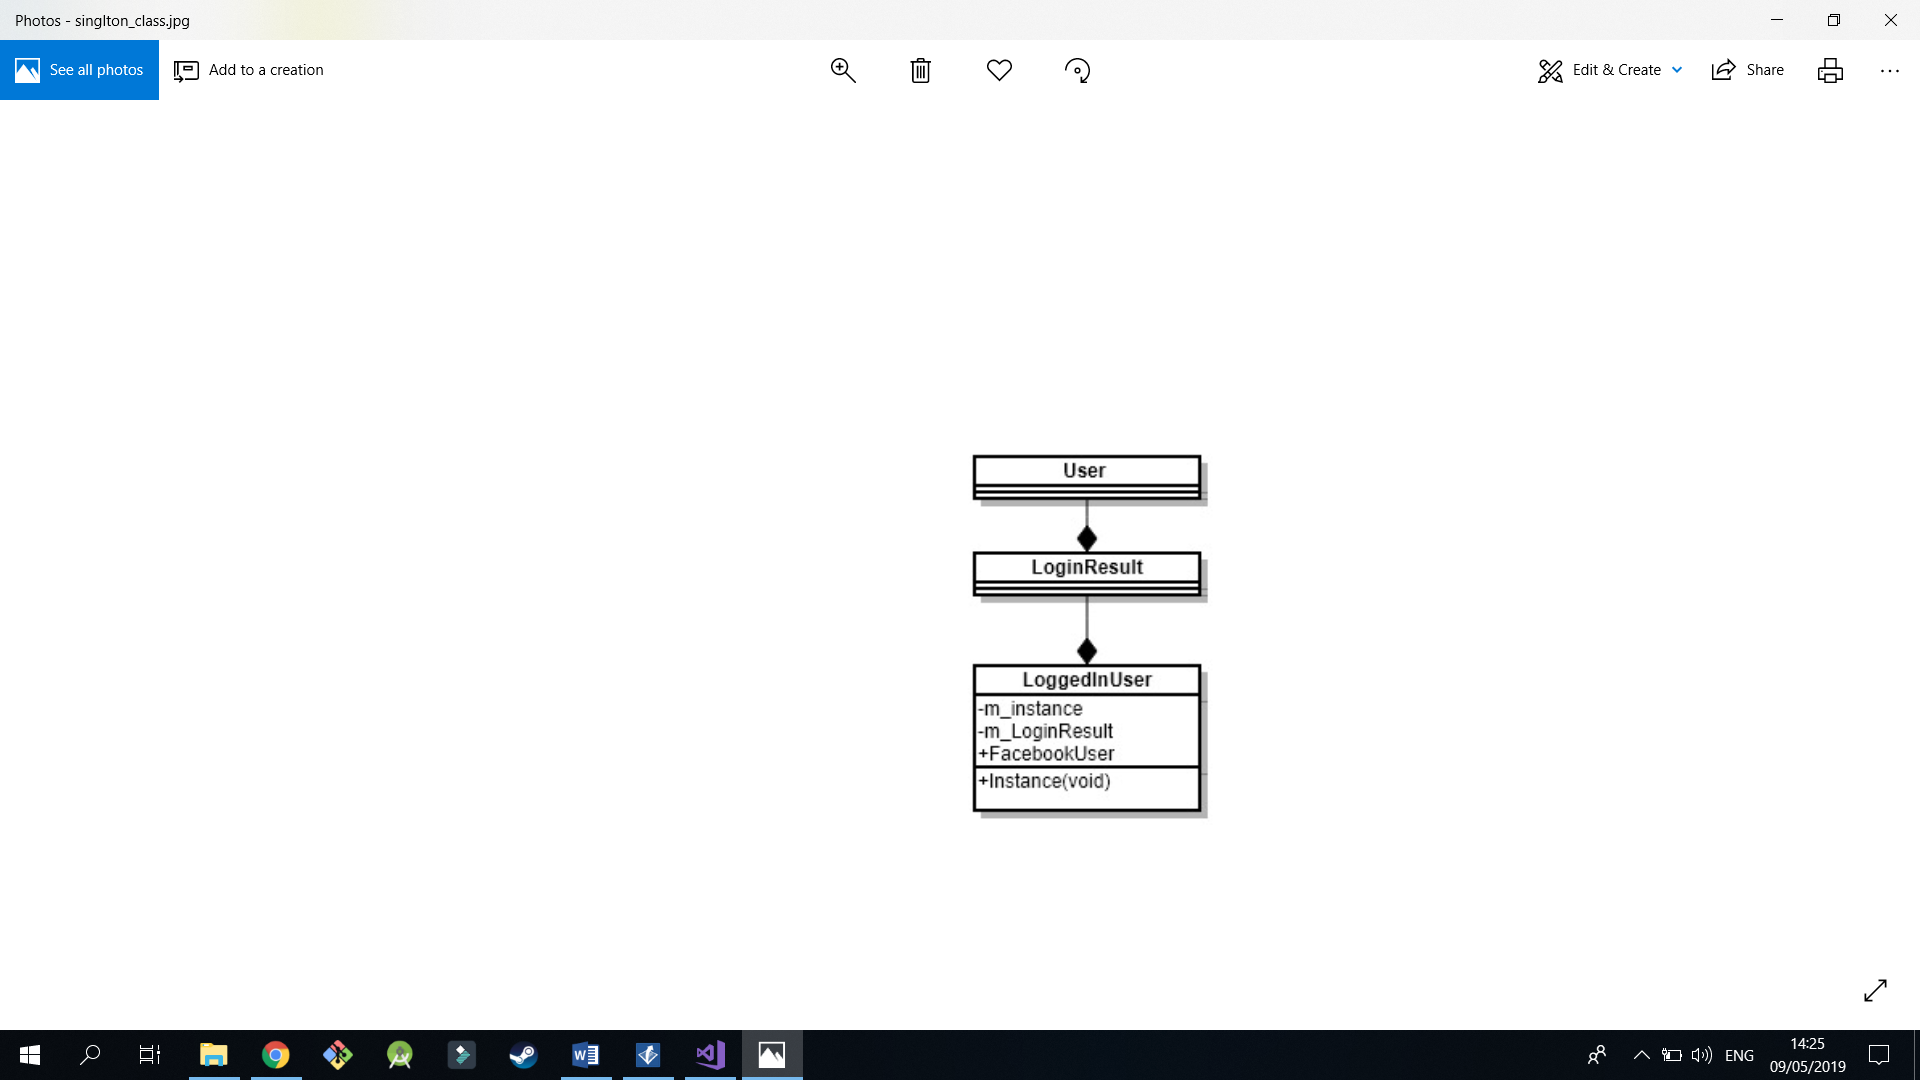 Photos - singlton_class.jpg
See all photos
Add to a creation
Edit & Create
Share
User
LoginResult
LoggedInUser
-m_instance
-m_LoginResult
+FacebookUser
+Instance(void)
ENG
14:25
09/05/2019